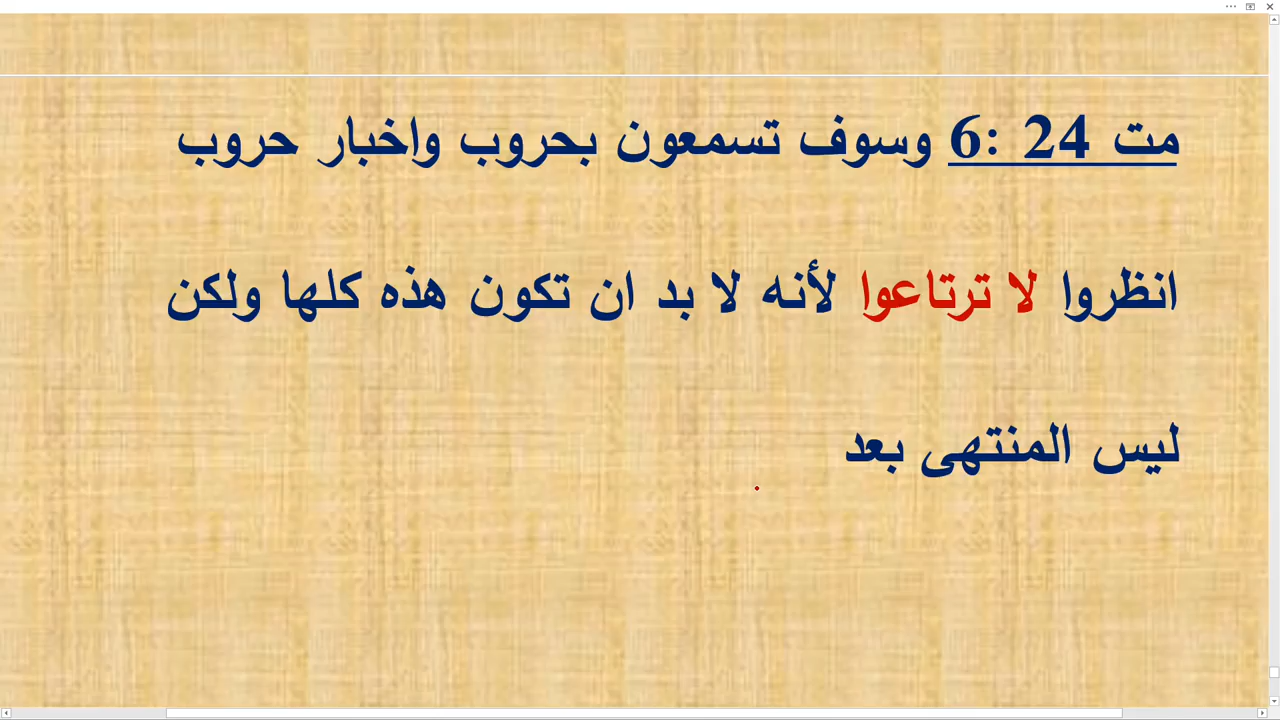 مت 24 :6 وسوف تسمعون بحروب واخبار حروب
انظروا لا ترتاعوا لأنه لا بد ان تكون هذه كلها ولكن
ليس المنتهى بعد